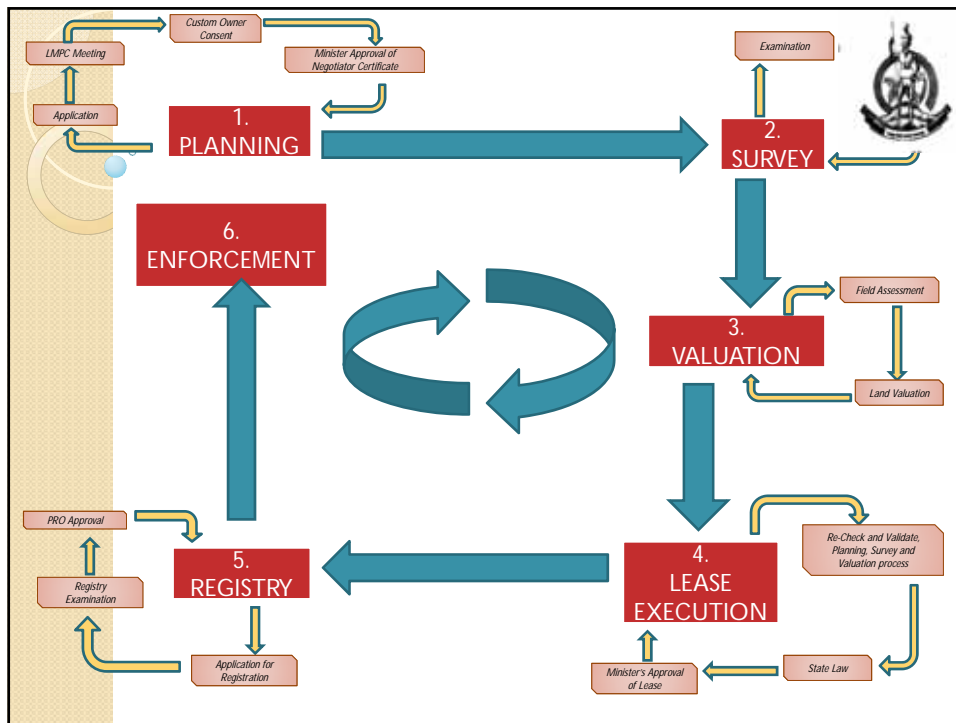 Custom Owner
Consent
LMPC Meeting
Minister Approval of
Negotiator Certificate
Examination
Application
1.
PLANNING
2.
SURVEY
6.
ENFORCEMENT
Field Assessment
3.
VALUATION
Land Valuation
PRO Approval
Re-Check and Validate,
Planning, Survey and
Valuation process
5.
REGISTRY
4.
LEASE
EXECUTION
Registry
Examination
Application for
Registration
Minister's Approval
of Lease
State Law